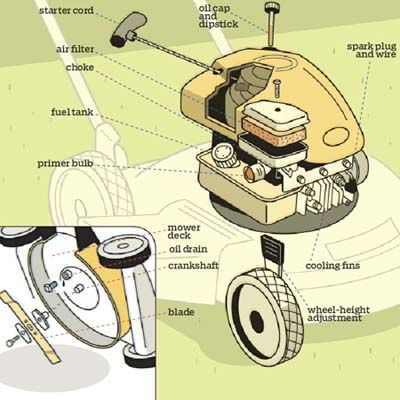 starter cord
oil cap
and
dipstick
air filter
choke
spark plug
and wire
fuel tank
primer bulb
mower
deck
oil drain
crankshaft
cooling fins
blade
wheel-height
adjustment